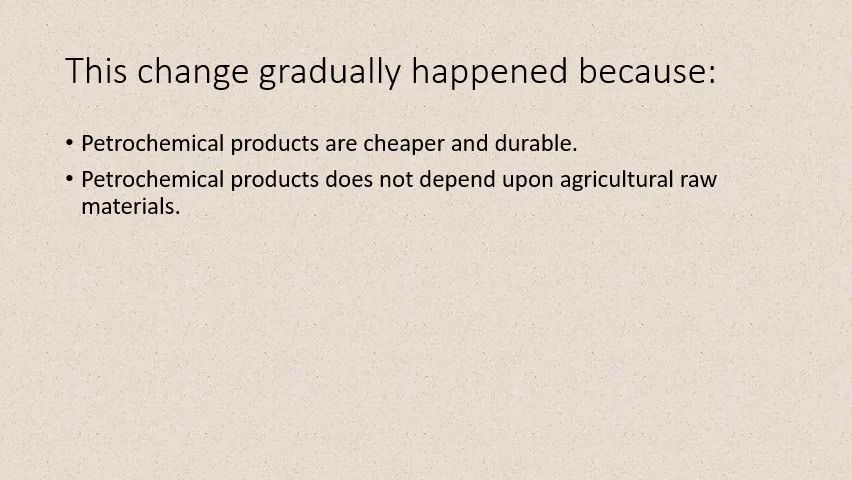 This change gradually happened because:
• Petrochemical products are cheaper and durable.
• Petrochemical products does not depend upon agricultural raw
materials.